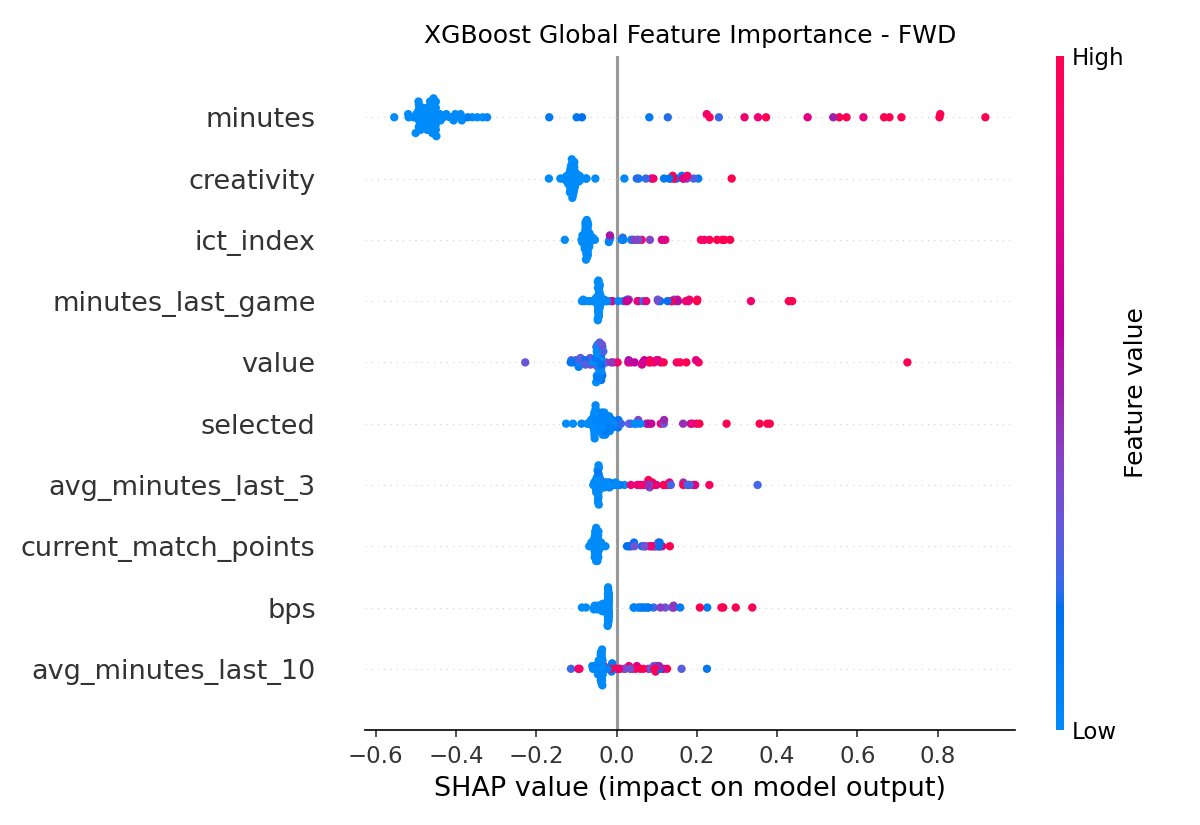 XGBoost Global Feature Importance - FWD
High
minutes
creativity
ict_index
minutes_last_game
value
selected
avg_minutes_last_3
current_match_points
bps
avg_minutes_last_10
Feature value
Low
−0.6 −0.4 −0.2 0.0 0.2 0.4 0.6 0.8
SHAP value (impact on model output)